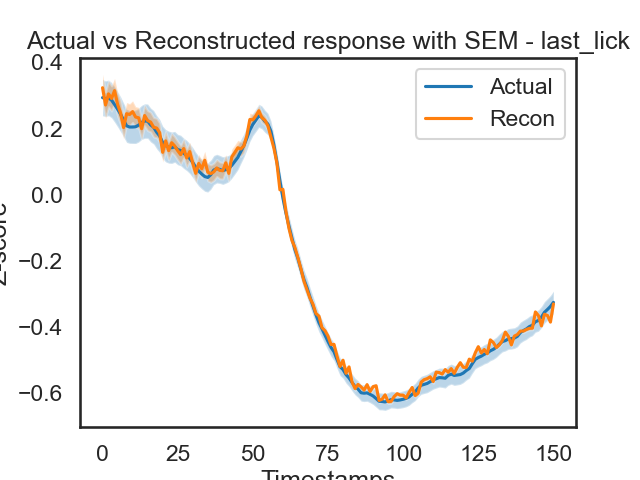 Actual vs Reconstructed response with SEM - last_lick
0.4
0.2
0.0
−0.2
−0.4
−0.6
Z-score
Actual
Recon
0
25
50
75
100
125
150
Timestamps